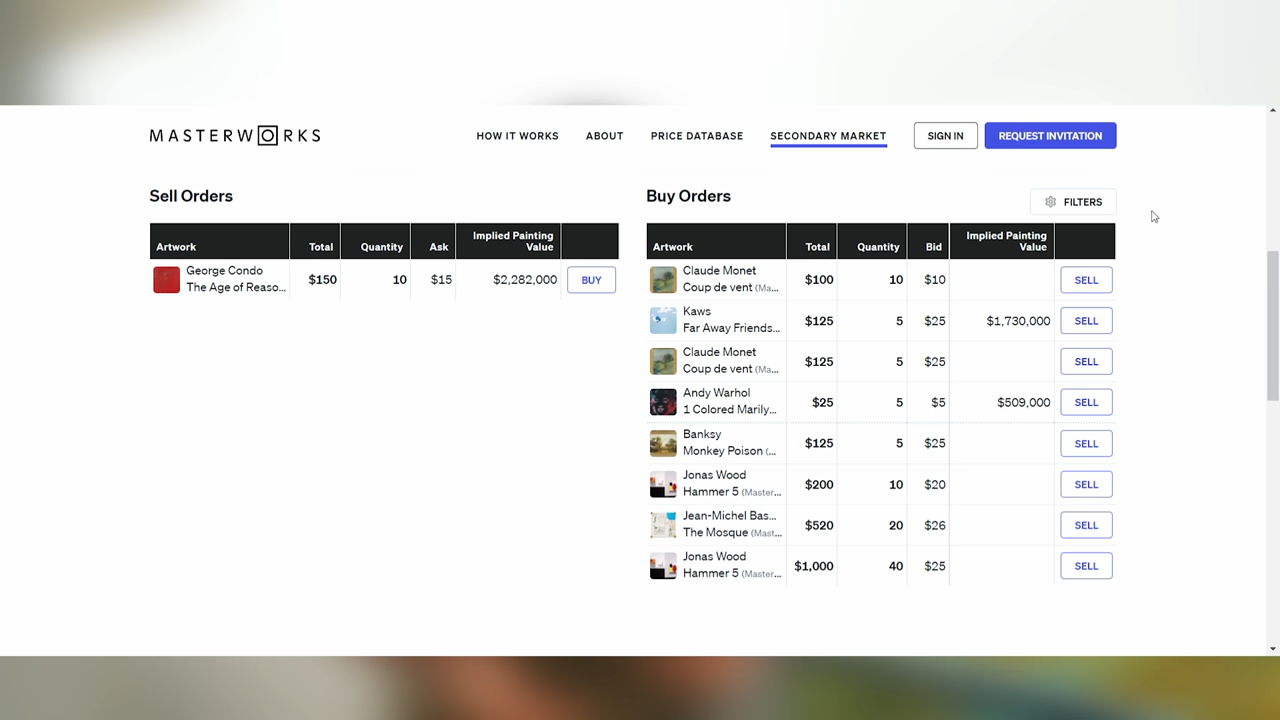 MASTERWORKS
HOW IT WORKS
ABOUT
PRICE DATABASE
SECONDARY MARKET
SIGN IN
REQUEST INVITATION
Sell Orders
Artwork Total Quantity Ask Implied Painting Value
George Condo
The Age of Reaso... $150 10 $15 $2,282,000 BUY
Buy Orders
FILTERS
Artwork Total Quantity Bid Implied Painting Value
Claude Monet
Coup de vent (Ma... $100 10 $10 SELL
Kaws
Far Away Friends... $125 5 $25 $1,730,000 SELL
Claude Monet
Coup de vent (Ma... $125 5 $25 SELL
Andy Warhol
1 Colored Marily... $25 5 $5 $509,000 SELL
Banksy
Monkey Poison (... $125 5 $25 SELL
Jonas Wood
Hammer 5 (Master... $200 10 $20 SELL
Jean-Michel Bas...
The Mosque (Mast... $520 20 $26 SELL
Jonas Wood
Hammer 5 (Master... $1,000 40 $25 SELL